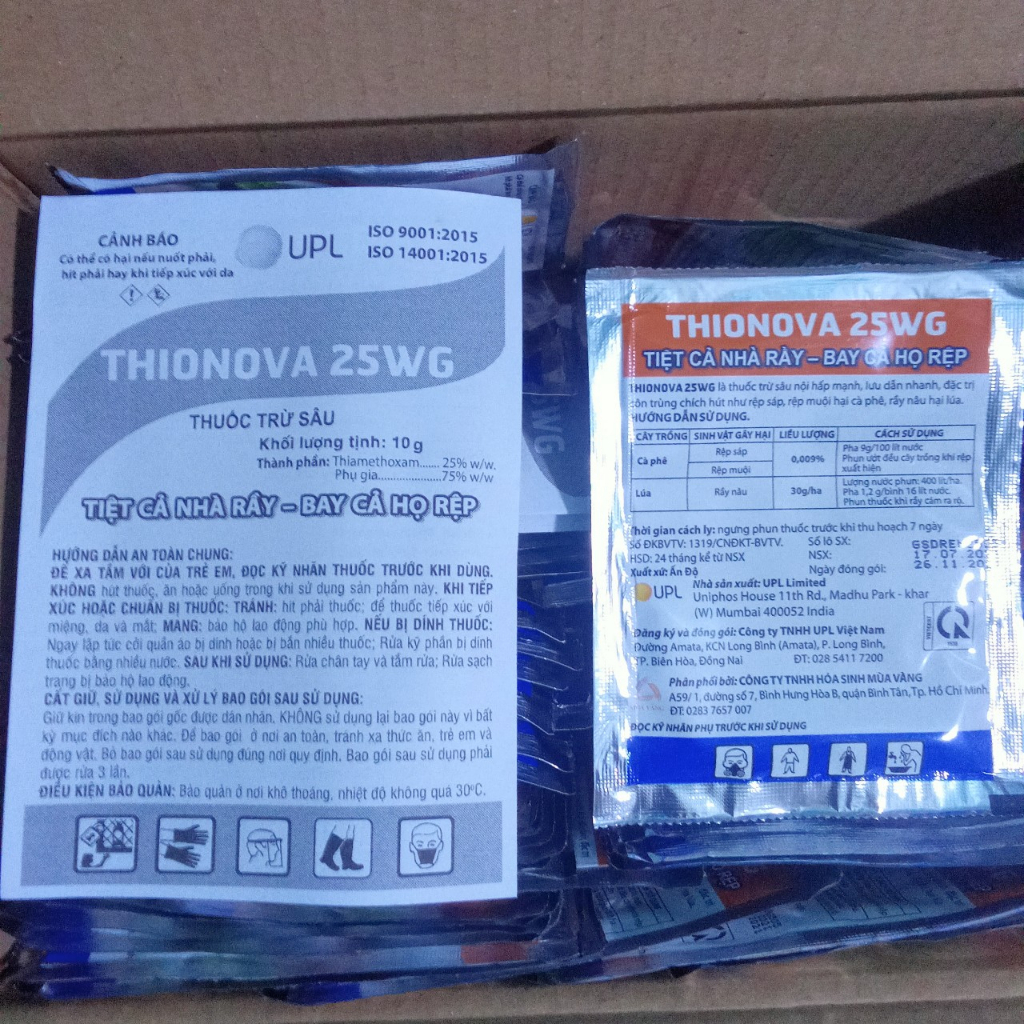 CẢNH BÁO
Có thể có hại nếu nuốt phải,
hít phải hay khi tiếp xúc với da
UPL
ISO 9001:2015
ISO 14001:2015
THIONOVA 25WG
THUỐC TRỪ SÂU
Khối lượng tịnh: 10 g
Thành phần: Thiamethoxam....... 25% w/w.
Phụ gia......................75% w/w
TIỆT CẢ NHÀ RẦY – BAY CẢ HỌ RỆP
HƯỚNG DẪN AN TOÀN CHUNG:
ĐỂ XA TẦM VỚI CỦA TRẺ EM, ĐỌC KỸ NHÃN THUỐC TRƯỚC KHI DÙNG.
KHÔNG hút thuốc, ăn hoặc uống trong khi sử dụng sản phẩm này. KHI TIẾP
XÚC HOẶC CHUẨN BỊ THUỐC: TRÁNH: hít phải thuốc; để thuốc tiếp xúc với
miệng, da và mắt; MANG: bảo hộ lao động phù hợp. NẾU BỊ DÍNH THUỐC:
Ngay lập tức cởi quần áo bị dính hoặc bị bắn nhiều thuốc; Rửa kỹ phần bị dính
thuốc bằng nhiều nước. SAU KHI SỬ DỤNG: Rửa chân tay và tắm rửa; Rửa sạch
trang bị bảo hộ lao động.
CẤT GIỮ, SỬ DỤNG VÀ XỬ LÝ BAO GÓI SAU SỬ DỤNG:
Giữ kín trong bao gói gốc được dán nhãn. KHÔNG sử dụng lại bao gói này vì bất
kỳ mục đích nào khác. Để bao gói ở nơi an toàn, tránh xa thức ăn, trẻ em và
động vật. Bỏ bao gói sau sử dụng đúng nơi quy định. Bao gói sau sử dụng phải
được rửa 3 lần.
ĐIỀU KIỆN BẢO QUẢN: Bảo quản ở nơi khô thoáng, nhiệt độ không quá 30ºC.
THIONOVA 25WG
TIỆT CẢ NHÀ RẦY – BAY CẢ HỌ RỆP
THIONOVA 25WG là thuốc trừ sâu nội hấp mạnh, lưu dẫn nhanh, đặc trị
côn trùng chích hút như rệp sáp, rệp muội hại cà phê, rầy nâu hại lúa.
HƯỚNG DẪN SỬ DỤNG.
CÂY TRỒNG SINH VẬT GÂY HẠI LIỀU LƯỢNG CÁCH SỬ DỤNG
Cà phê Rệp sáp Rệp muội 0,009% Pha 9g/100 lít nước
Phun ướt đều cây trồng khi rệp
xuất hiện
Lúa Rầy nâu 30g/ha Lượng nước phun: 400 lít/ha.
Pha 1,2 g/bình 16 lít nước.
Phun thuốc khi rầy cám ra rộ.
Thời gian cách ly: ngưng phun thuốc trước khi thu hoạch 7 ngày
Số ĐKBVTV: 1319/CNĐKT-BVTV. Số lô SX: GSDRE
HSD: 24 tháng kể từ NSX NSX: 17.07.20
Xuất xứ: Ấn Độ Ngày đóng gói: 26.11.20
UPL Nhà sản xuất: UPL Limited
Uniphos House 11th Rd., Madhu Park - khar
(W) Mumbai 400052 India
Đăng ký và đóng gói: Công ty TNHH UPL Việt Nam
Đường Amata, KCN Long Bình (Amata), P. Long Bình,
TP. Biên Hòa, Đồng Nai ĐT: 028 5411 7200
Phân phối bởi: CÔNG TY TNHH HÓA SINH MÙA VÀNG
A59/1, đường số 7, Bình Hưng Hòa B, quận Bình Tân, Tp. Hồ Chí Minh.
ĐT: 0283 7657 007
ĐỌC KỸ NHÃN PHỤ TRƯỚC KHI SỬ DỤNG